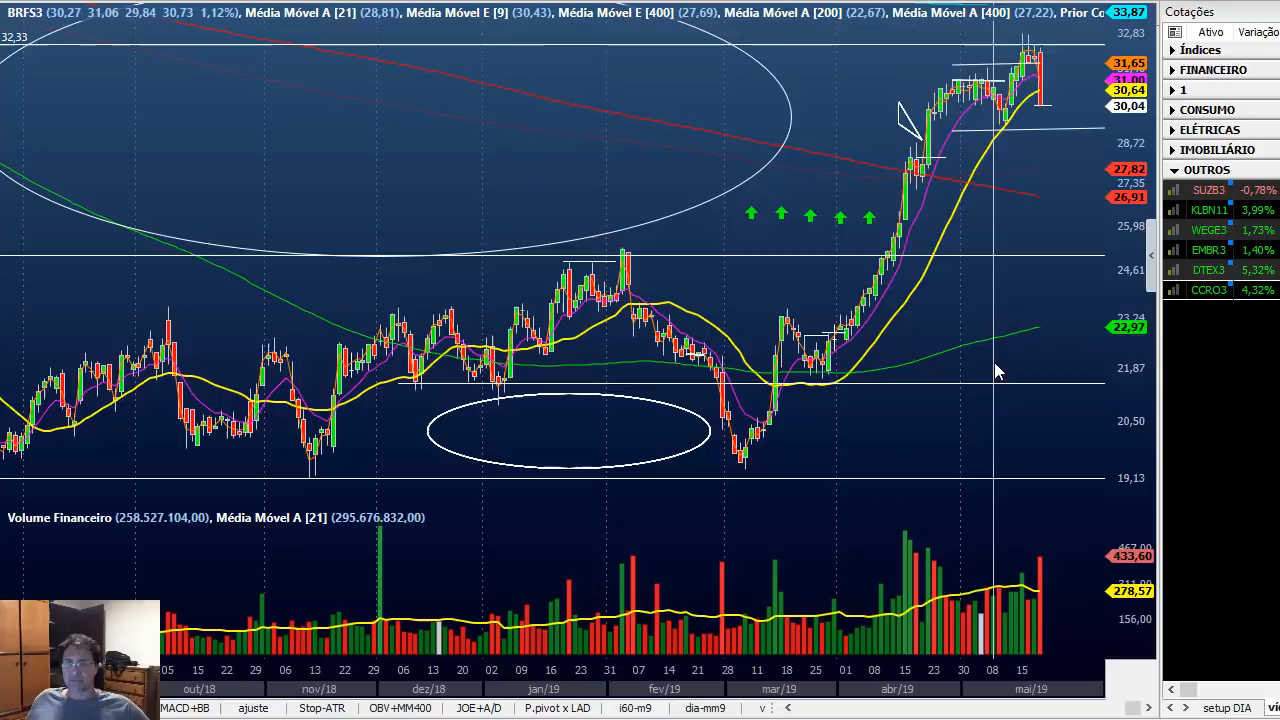 BRFS3 (30,27 31,06 29,84 30,73 1,12%), Média Móvel A [21] (28,81), Média Móvel E [9] (30,43), Média Móvel E [400] (27,69), Média Móvel A [200] (22,67), Média Móvel A [400] (27,22), Prior Co
33,87
32,33
32,83
31,65
31,00
30,64
30,04
28,72
27,82
27,35
26,91
25,98
24,61
23,24
22,97
21,87
20,50
19,13
Volume Financeiro (258.527.104,00), Média Móvel A [21] (295.676.832,00)
467,00
433,60
311,00
278,57
156,00
05 15 22 29 06 13 22 29 06 13 20 02 09 16 24 31 07 14 21 28 11 18 25 01 08 15 23 30 08 15
out/18 nov/18 dez/18 jan/19 fev/19 mar/19 abr/19 mai/19
MACD+BB ajuste Stop-ATR OBV+MM400 JOE+A/D P.pivot x LAD i60-m9 dia-mm9 v
Cotações
Ativo Variação
Índices
FINANCEIRO
1
CONSUMO
ELÉTRICAS
IMOBILIÁRIO
OUTROS
SUZB3 -0,78%
KLBN11 3,99%
WEGE3 1,73%
EMBR3 1,40%
DTEX3 5,32%
CCRO3 4,32%
setup DIA